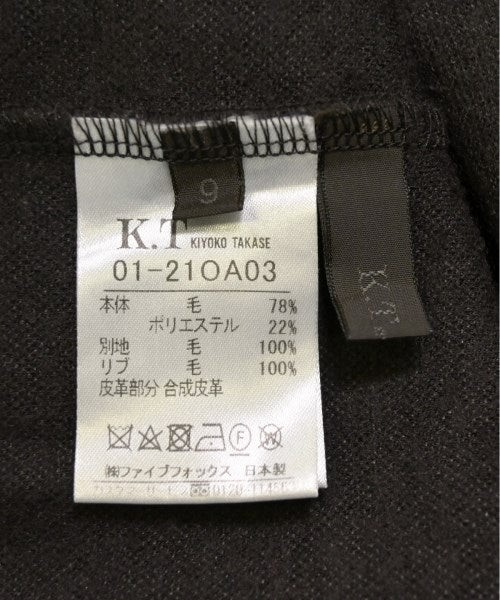 9
K.T KIYOKO TAKASE
01-21OA03
本体 毛 78%
ポリエステル 22%
別地 毛 100%
リブ 毛 100%
皮革部分 合成皮革
F W
㈱ファイブフォックス 日本製
K.T.